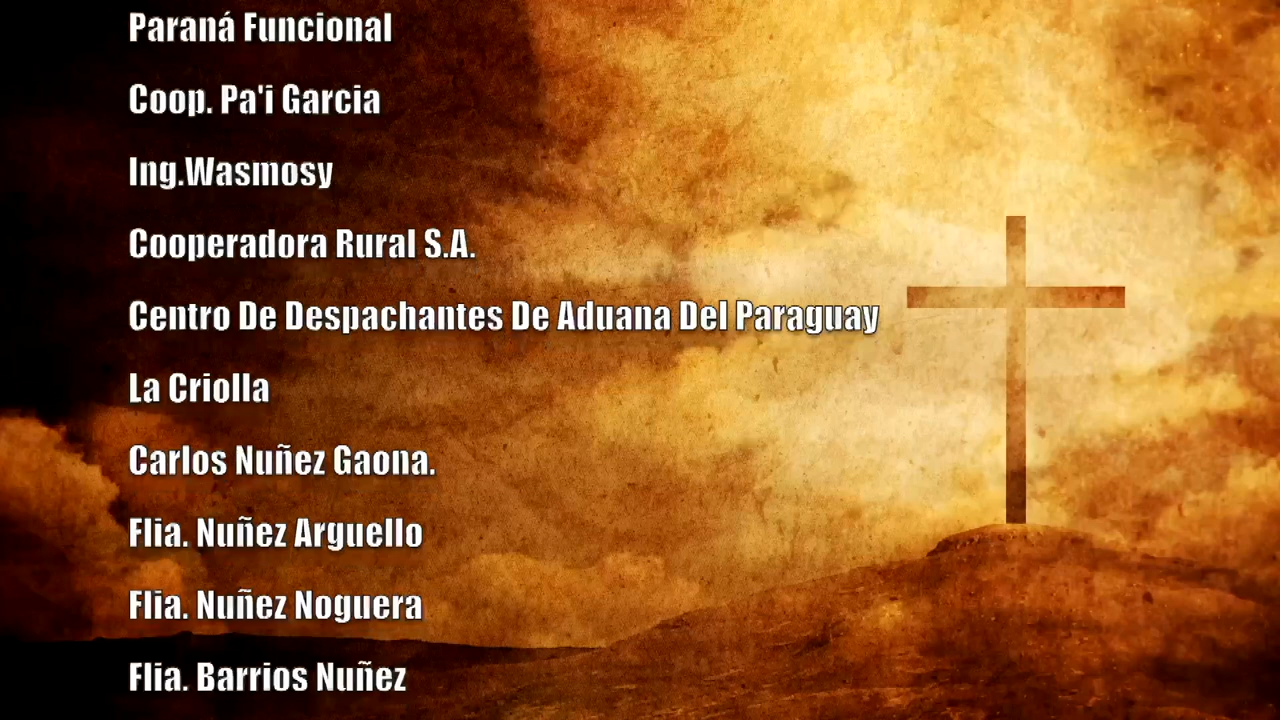 Paraná Funcional
Coop. Pa'i Garcia
Ing.Wasmosy
Cooperadora Rural S.A.
Centro De Despachantes De Aduana Del Paraguay
La Criolla
Carlos Nuñez Gaona.
Flia. Nuñez Arguello
Flia. Nuñez Noguera
Flia. Barrios Nuñez